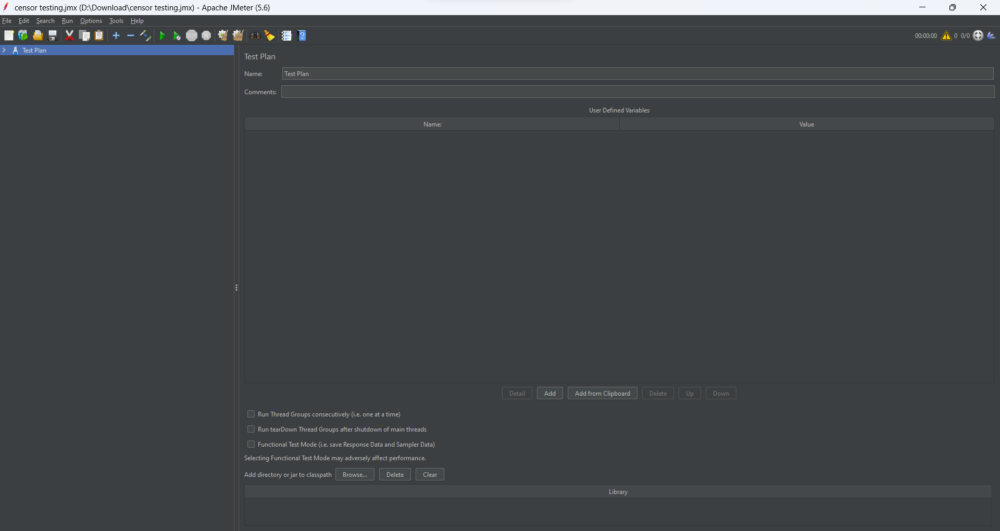 censor testing.jmx (D:\Download\censor testing.jmx) - Apache JMeter (5.6)
File Edit Search Run Options Tools Help
00:00:00 0 0/0
Test Plan
Test Plan
Name: Test Plan
Comments:
User Defined Variables
Name: Value
Detail Add Add from Clipboard Delete Up Down
Run Thread Groups consecutively (i.e. one at a time)
Run tearDown Thread Groups after shutdown of main threads
Functional Test Mode (i.e. save Response Data and Sampler Data)
Selecting Functional Test Mode may adversely affect performance.
Add directory or jar to classpath Browse... Delete Clear
Library